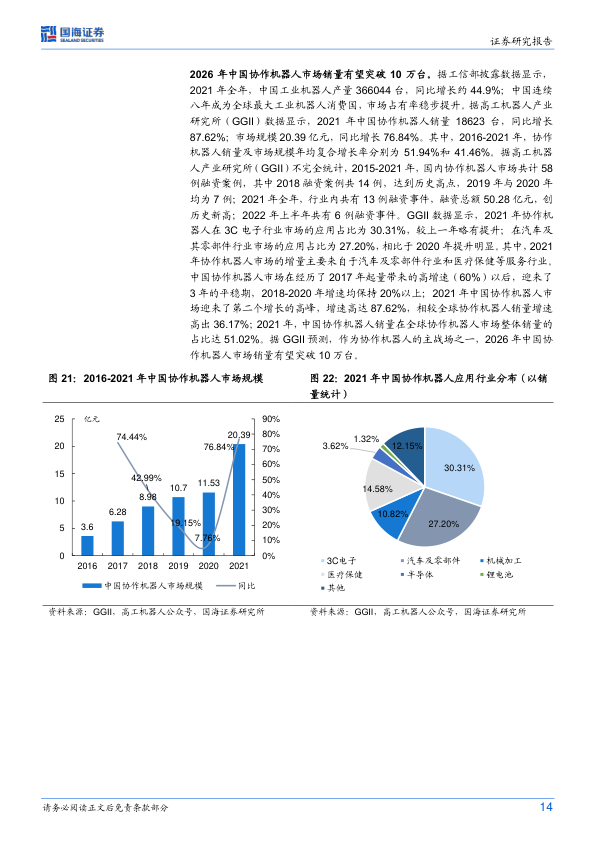 国海证券
SEALAND SECURITIES
证券研究报告
2026 年中国协作机器人市场销量有望突破 10 万台。据工信部披露数据显示，
2021 年全年，中国工业机器人产量 366044 台，同比增长约 44.9%；中国连续
八年成为全球最大工业机器人消费国，市场占有率稳步提升。据高工机器人产业
研究所（GGII）数据显示，2021 年中国协作机器人销量 18623 台，同比增长
87.62%；市场规模 20.39 亿元，同比增长 76.84%。其中，2016-2021 年，协作
机器人销量及市场规模年均复合增长率分别为 51.94%和 41.46%。据高工机器
人产业研究所（GGII）不完全统计，2015-2021 年，国内协作机器人市场共计 58
例融资案例，其中 2018 融资案例共 14 例，达到历史高点，2019 年与 2020 年
均为 7 例；2021 年全年，行业内共有 13 例融资事件，融资总额 50.28 亿元，创
历史新高；2022 年上半年共有 6 例融资事件。GGII 数据显示，2021 年协作机
器人在 3C 电子行业市场的应用占比为 30.31%，较上一年略有提升；在汽车及
其零部件行业市场的应用占比为 27.20%，相比于 2020 年提升明显。其中，2021
年协作机器人市场的增量主要来自于汽车及零部件行业和医疗保健等服务行业。
中国协作机器人市场在经历了 2017 年起量带来的高增速（60%）以后，迎来了
3 年的平稳期，2018-2020 年增速均保持 20%以上；2021 年中国协作机器人市
场迎来了第二个增长的高峰，增速高达 87.62%，相较全球协作机器人销量增速
高出 36.17%；2021 年，中国协作机器人销量在全球协作机器人市场整体销量的
占比达 51.02%。据 GGII 预测，作为协作机器人的主战场之一，2026 年中国协
作机器人市场销量有望突破 10 万台。
图 21：2016-2021 年中国协作机器人市场规模
亿元
25
20
15
10
5
0
90%
80%
70%
60%
50%
40%
30%
20%
10%
0%
3.6
6.28
8.98
10.7
11.53
20.39
74.44%
42.99%
19.15%
7.76%
76.84%
2016 2017 2018 2019 2020 2021
中国协作机器人市场规模 同比
资料来源：GGII，高工机器人公众号，国海证券研究所
图 22：2021 年中国协作机器人应用行业分布（以销
量统计）
30.31%
27.20%
10.82%
14.58%
3.62%
1.32%
12.15%
3C电子 汽车及零部件 机械加工
医疗保健 半导体 锂电池
其他
资料来源：GGII，高工机器人公众号，国海证券研究所
请务必阅读正文后免责条款部分
14